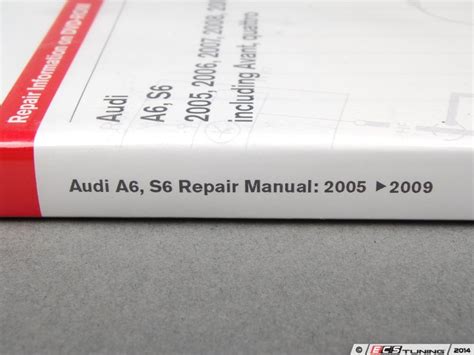 Repair Information on DVD-ROM
Audi
A6, S6
2005, 2006, 2007, 2008,
including Avant, quattro
Audi A6, S6 Repair Manual: 2005 ▶ 2009
© ECS TUNING 2014